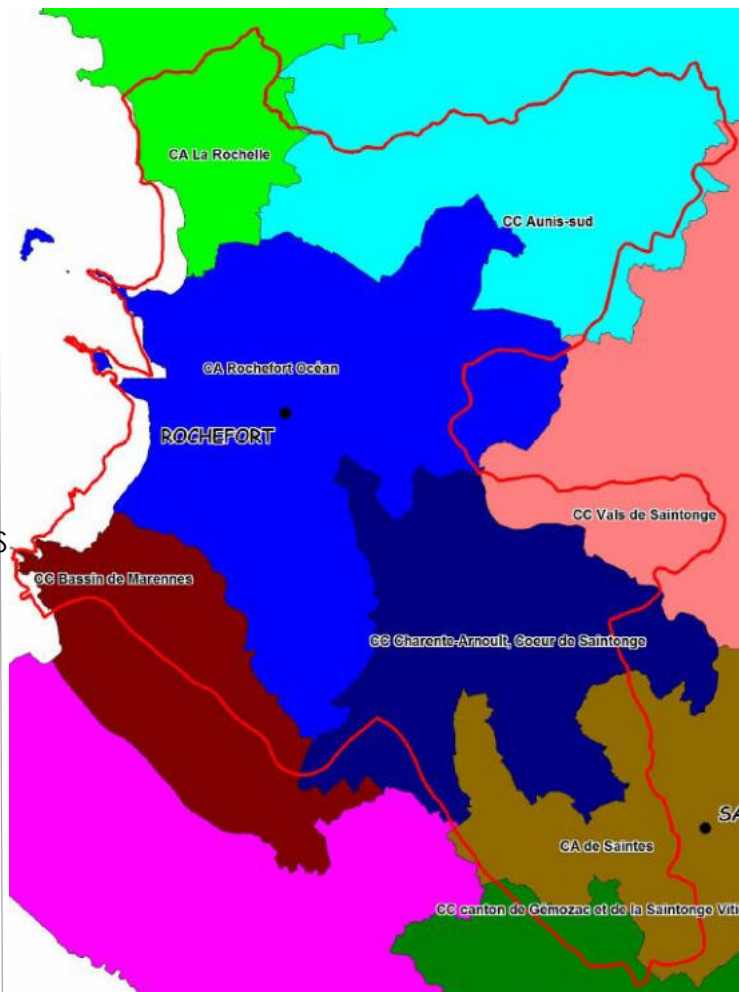 CA La Rochelle
CC Aunis-sud
CA Rochefort Océan
ROCHEFORT
s
CC Vals de Saintonge
CC Bassin de Marennes
CC Charente-Arnoult, Coeur de Saintonge
SA
CA de Saintes
CC canton de Gémozac et de la Saintonge Viti